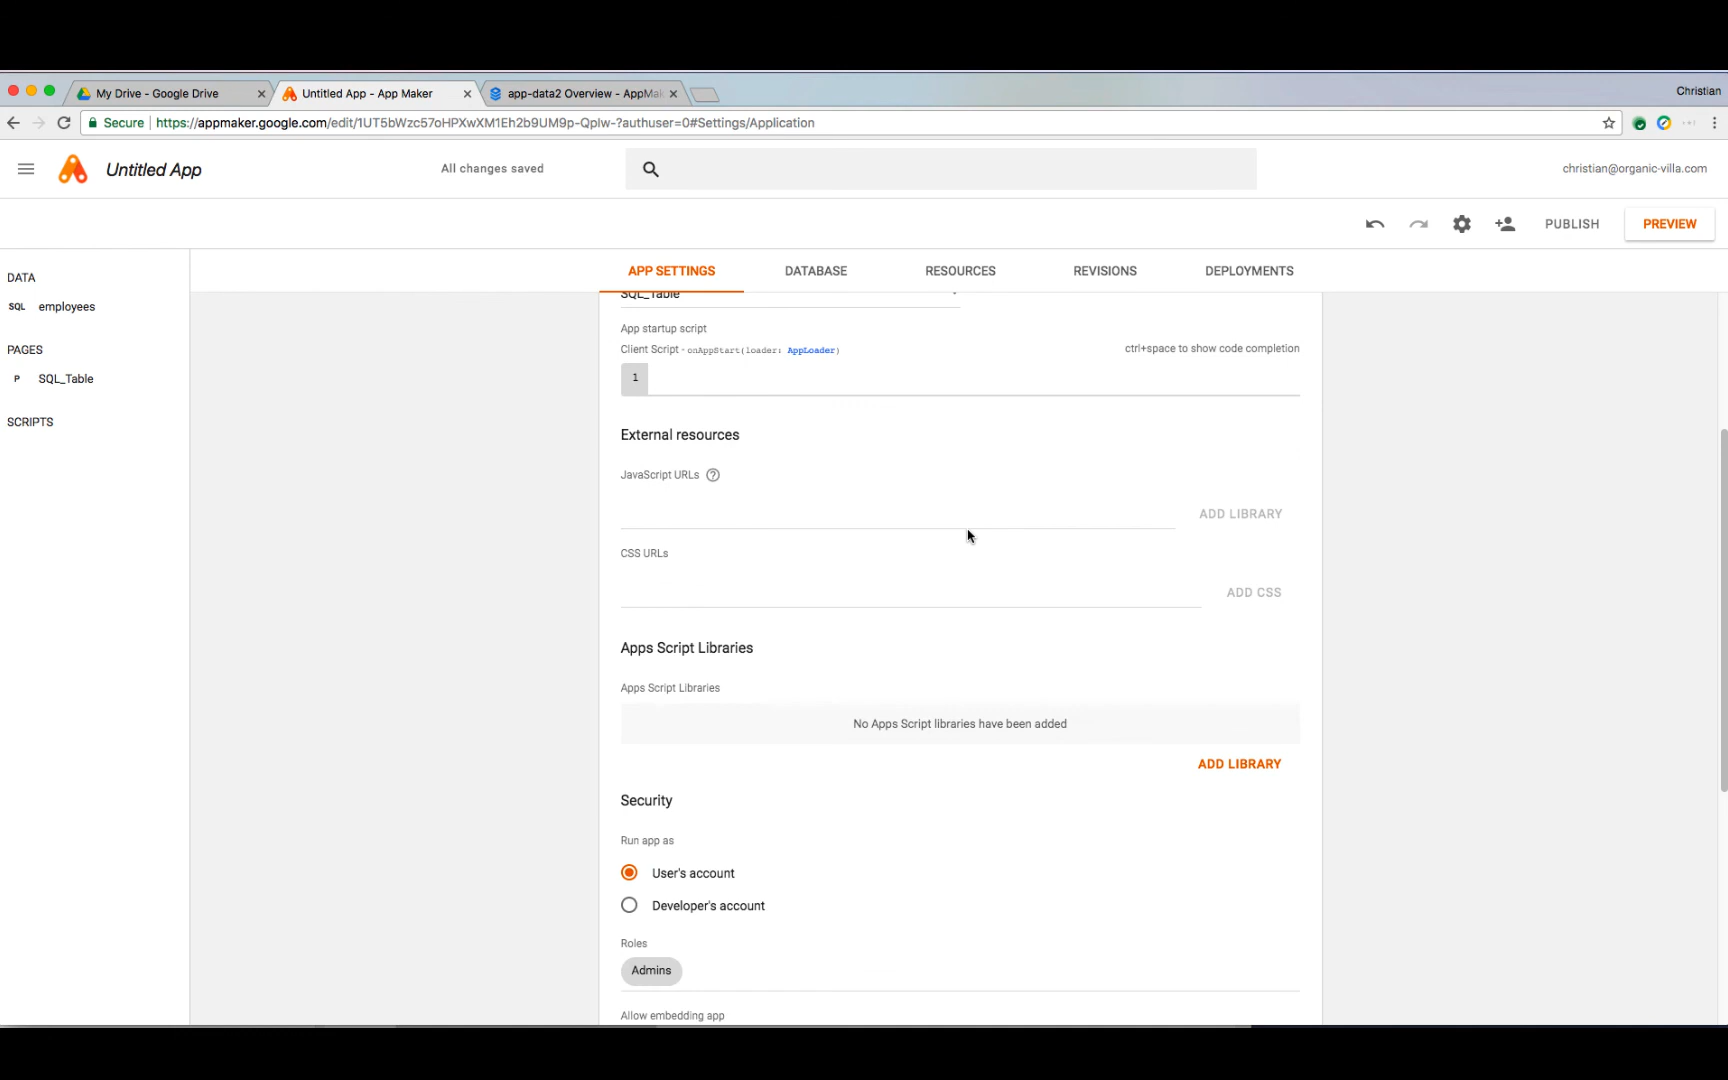 My Drive - Google Drive
Untitled App - App Maker
app-data2 Overview - AppMak
Christian
Secure
https://appmaker.google.com/edit/1UT5bWzc57oHPXwXM1Eh2b9UM9p-Qplw-?authuser=0#Settings/Application
Untitled App
All changes saved
christian@organic-villa.com
PUBLISH
PREVIEW
DATA
SQL employees
PAGES
P SQL_Table
SCRIPTS
APP SETTINGS
DATABASE
RESOURCES
REVISIONS
DEPLOYMENTS
SQL_Table
App startup script
Client Script - onAppStart(loader: AppLoader)
ctrl+space to show code completion
1
External resources
JavaScript URLs ?
ADD LIBRARY
CSS URLs
ADD CSS
Apps Script Libraries
Apps Script Libraries
No Apps Script libraries have been added
ADD LIBRARY
Security
Run app as
User's account
Developer's account
Roles
Admins
Allow embedding app